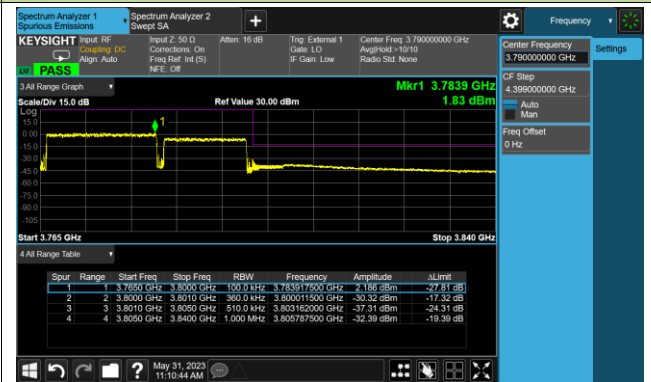 Spectrum Analyzer 1
Spurious Emissions
Spectrum Analyzer 2
Swept SA
Frequency
KEYSIGHT
Input: RF
Coupling: DC
Align: Auto
Input Z: 50 Ω
Corrections: On
Freq Ref: Int (S)
NFE: Off
Atten: 16 dB
Trig: External 1
Gate: LO
IF Gain: Low
Center Freq: 3.790000000 GHz
Avg|Hold:>10/10
Radio Std: None
PASS
Center Frequency
3.790000000 GHz
Settings
CF Step
4.399000000 GHz
Auto
Man
Freq Offset
0 Hz
3 All Range Graph
Mkr1 3.7839 GHz
Scale/Div 15.0 dB
Ref Value 30.00 dBm
1.83 dBm
Log
15.0
0.00
-15.0
-30.0
-45.0
-60.0
-75.0
-90.0
-105
1
Start 3.765 GHz
Stop 3.840 GHz
4 All Range Table
Spur Range Start Freq Stop Freq RBW Frequency Amplitude ΔLimit
1 1 3.7650 GHz 3.8000 GHz 100.0 kHz 3.783917500 GHz 2.186 dBm -27.81 dB
2 2 3.8000 GHz 3.8010 GHz 360.0 kHz 3.800011500 GHz -30.32 dBm -17.32 dB
3 3 3.8010 GHz 3.8050 GHz 510.0 kHz 3.803162000 GHz -37.31 dBm -24.31 dB
4 4 3.8050 GHz 3.8400 GHz 1.000 MHz 3.805787500 GHz -32.39 dBm -19.39 dB
?
May 31, 2023
11:10:44 AM